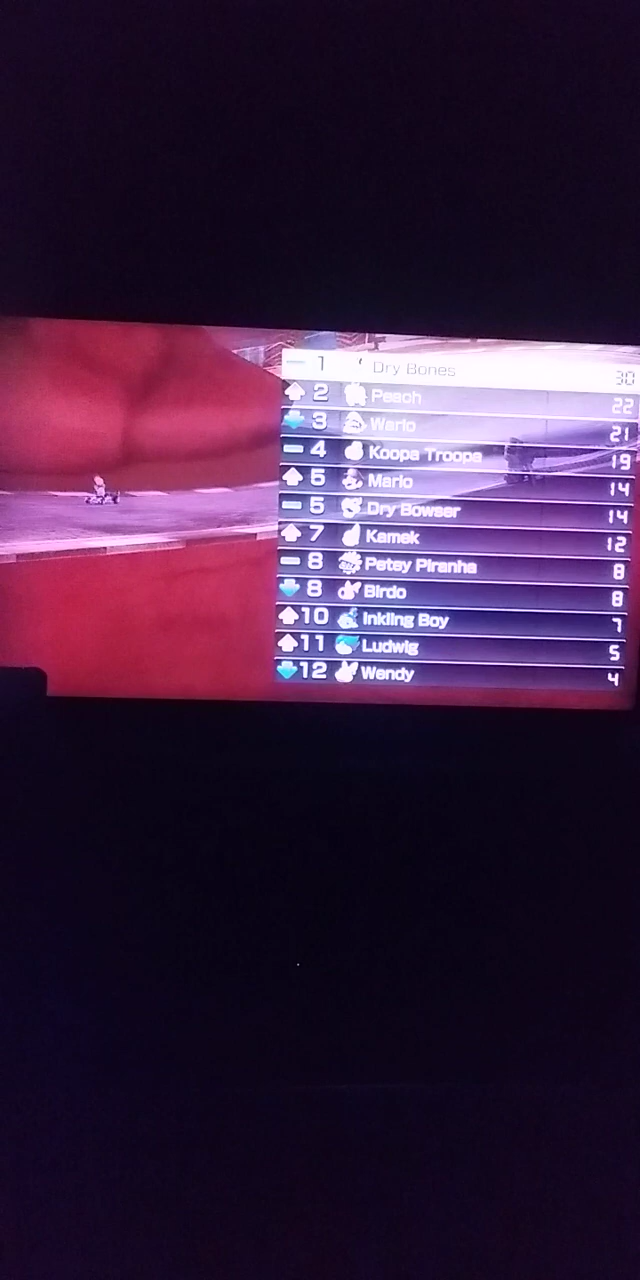 1 Dry Bones 30
2 Peach 22
3 Wario 21
4 Koopa Troopa 19
5 Mario 14
5 Dry Bowser 14
7 Kamek 12
8 Petey Piranha 8
8 Birdo 8
10 Inkling Boy 7
11 Ludwig 5
12 Wendy 4